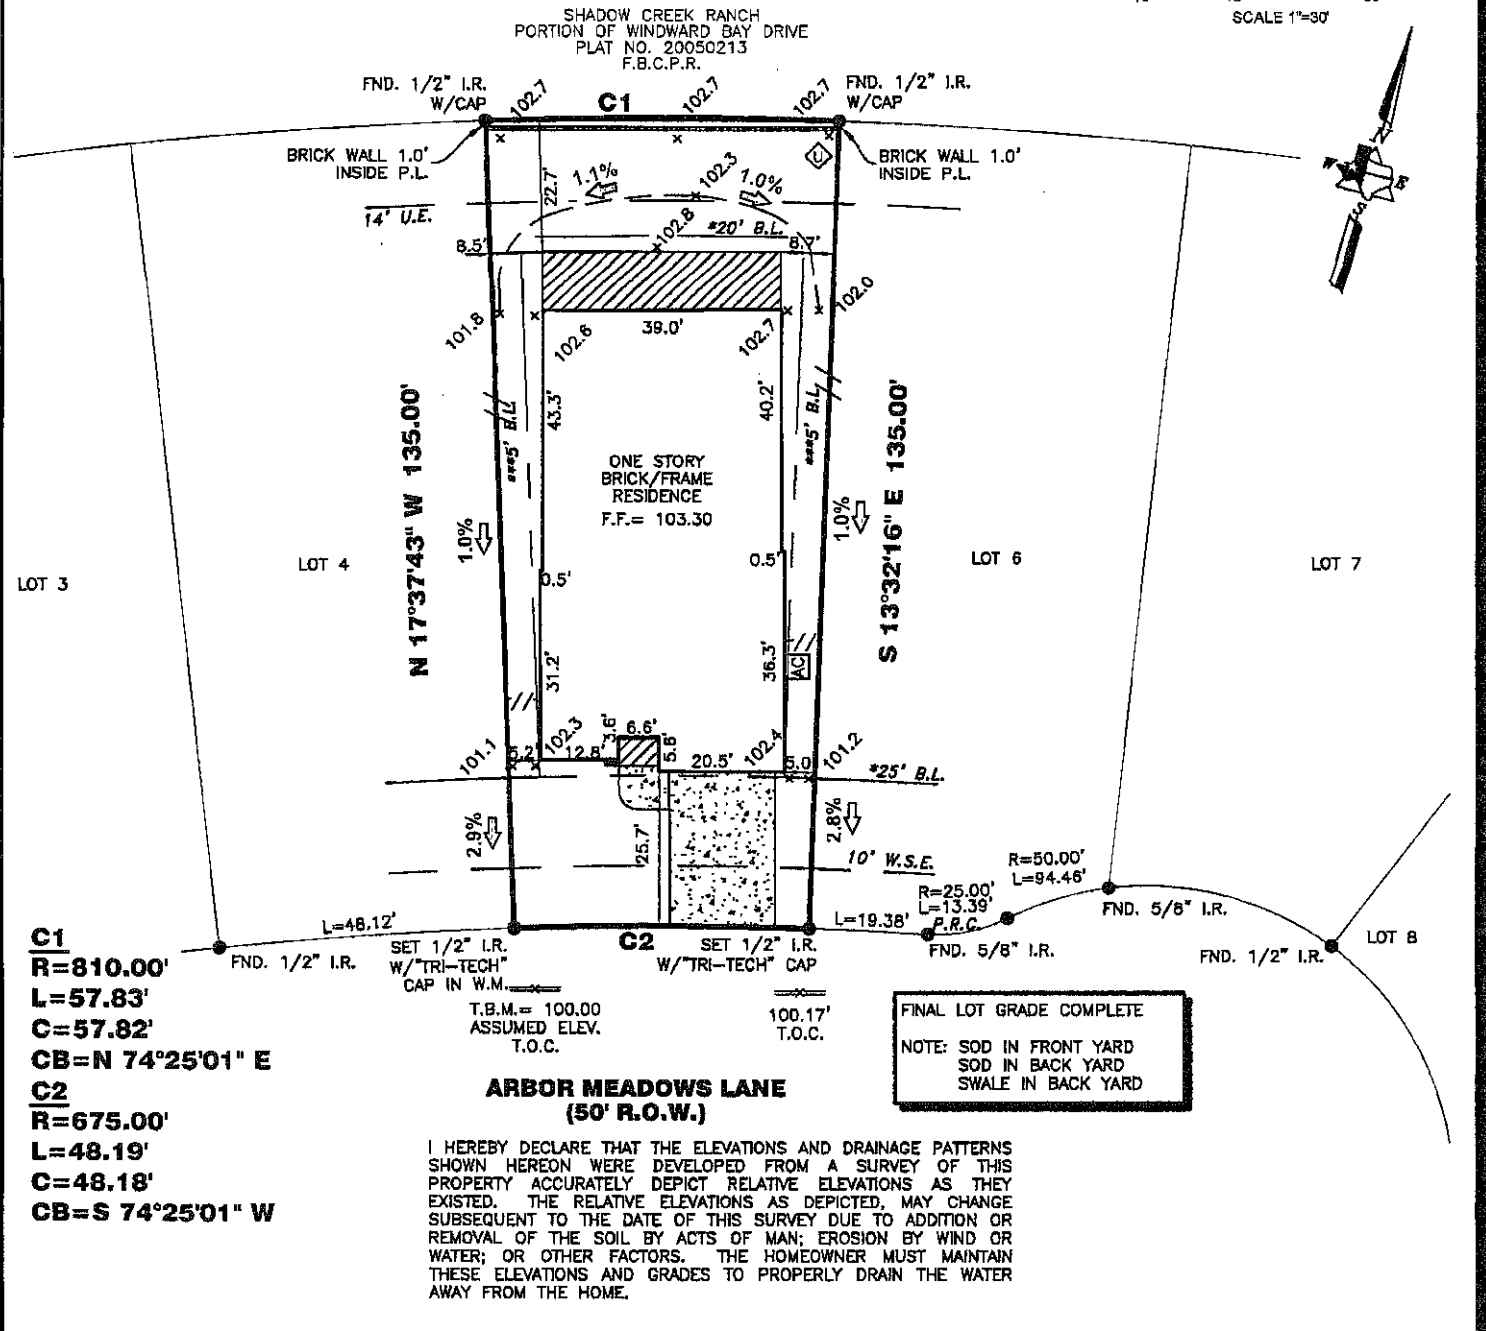 SCALE 1"=30'
SHADOW CREEK RANCH
PORTION OF WINDWARD BAY DRIVE
PLAT NO. 20050213
F.B.C.P.R.
FND. 1/2" I.R.
W/CAP
102.7
C1
102.7
102.7
FND. 1/2" I.R.
W/CAP
BRICK WALL 1.0'
INSIDE P.L.
U
BRICK WALL 1.0'
INSIDE P.L.
N
W
E
S
22.7'
1.1%
102.3
1.0%
14' U.E.
102.8
*20' B.L.
8.5'
8.7'
101.8
102.6
39.0'
102.7
102.0
N 17°37'43" W 135.00'
***5' B.L.
43.3'
40.2'
***5' B.L.
S 13°32'16" E 135.00'
ONE STORY
BRICK/FRAME
RESIDENCE
F.F.= 103.30
1.0%
1.0%
LOT 3
LOT 4
0.5'
0.5'
LOT 6
LOT 7
31.2'
36.3'
AC
101.1
5.2'
102.3
12.8'
3.6'
6.6'
5.6'
20.5'
102.4
5.0'
101.2
*25' B.L.
2.9%
25.7'
2.8%
10' W.S.E.
R=50.00'
L=94.46'
R=25.00'
L=13.39'
P.R.C.
FND. 5/8" I.R.
L=48.12'
C2
L=19.38'
FND. 5/8" I.R.
FND. 1/2" I.R.
LOT 8
FND. 1/2" I.R.
SET 1/2" I.R.
W/"TRI-TECH"
CAP IN W.M.
SET 1/2" I.R.
W/"TRI-TECH" CAP
T.B.M.= 100.00
ASSUMED ELEV.
T.O.C.
100.17'
T.O.C.
C1
R=810.00'
L=57.83'
C=57.82'
CB=N 74°25'01" E
C2
R=675.00'
L=48.19'
C=48.18'
CB=S 74°25'01" W
FINAL LOT GRADE COMPLETE
NOTE: SOD IN FRONT YARD
SOD IN BACK YARD
SWALE IN BACK YARD
ARBOR MEADOWS LANE
(50' R.O.W.)
I HEREBY DECLARE THAT THE ELEVATIONS AND DRAINAGE PATTERNS
SHOWN HEREON WERE DEVELOPED FROM A SURVEY OF THIS
PROPERTY ACCURATELY DEPICT RELATIVE ELEVATIONS AS THEY
EXISTED. THE RELATIVE ELEVATIONS AS DEPICTED, MAY CHANGE
SUBSEQUENT TO THE DATE OF THIS SURVEY DUE TO ADDITION OR
REMOVAL OF THE SOIL BY ACTS OF MAN; EROSION BY WIND OR
WATER; OR OTHER FACTORS. THE HOMEOWNER MUST MAINTAIN
THESE ELEVATIONS AND GRADES TO PROPERLY DRAIN THE WATER
AWAY FROM THE HOME.